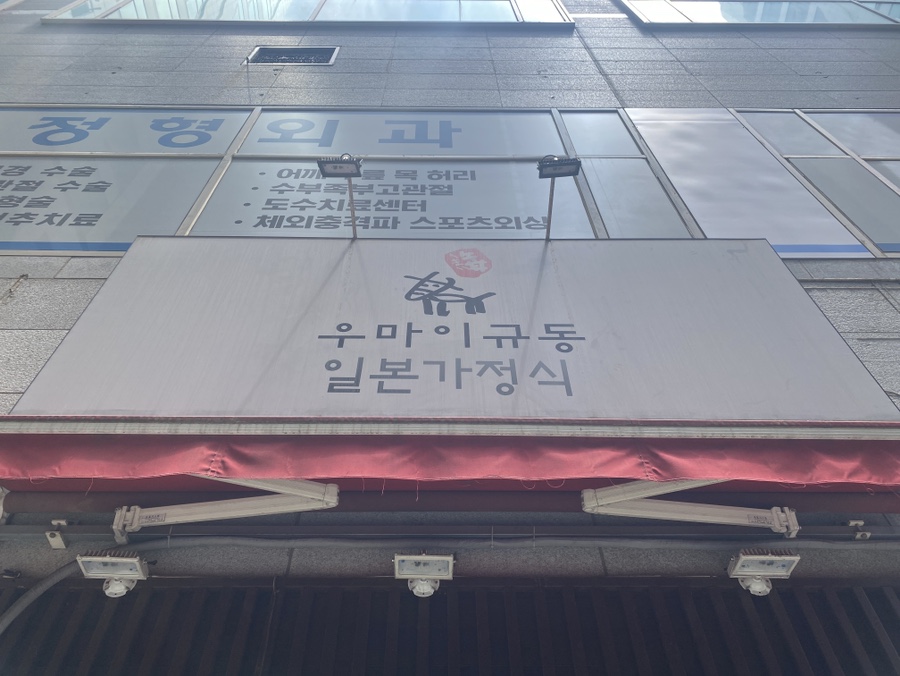 정형외과
수술
관절 수술
형술
추치료
· 어깨 목 허리
· 수부족부고관절
· 도수치료센터
· 체외충격파 스포츠외상
우마이규동
일본가정식